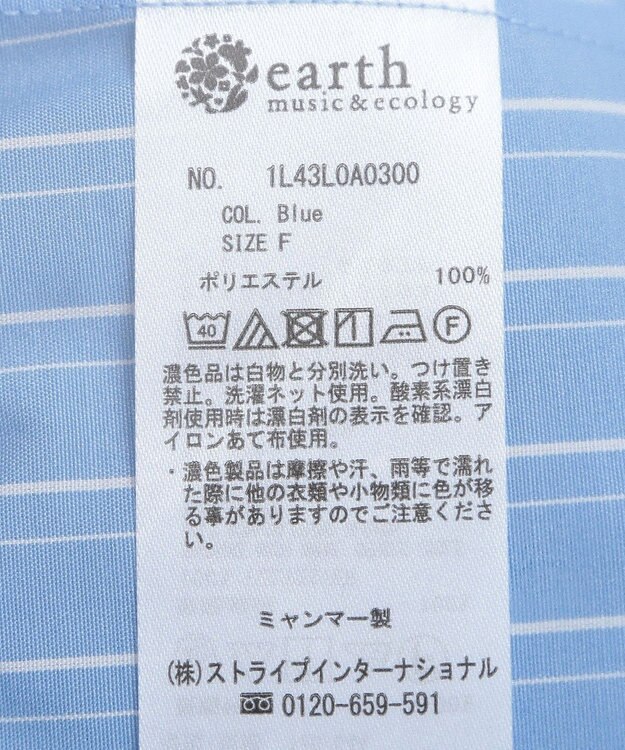 earth
music & ecology
NO. 1L43L0A0300
COL. Blue
SIZE F
ポリエステル 100%
40 F
濃色品は白物と分別洗い。つけ置き
禁止。洗濯ネット使用。酸素系漂白
剤使用時は漂白剤の表示を確認。ア
イロンあて布使用。
・濃色製品は摩擦や汗、雨等で濡れ
た際に他の衣類や小物類に色が移
る事がありますのでご注意くださ
い。
ミャンマー製
(株)ストライプインターナショナル
0120-659-591